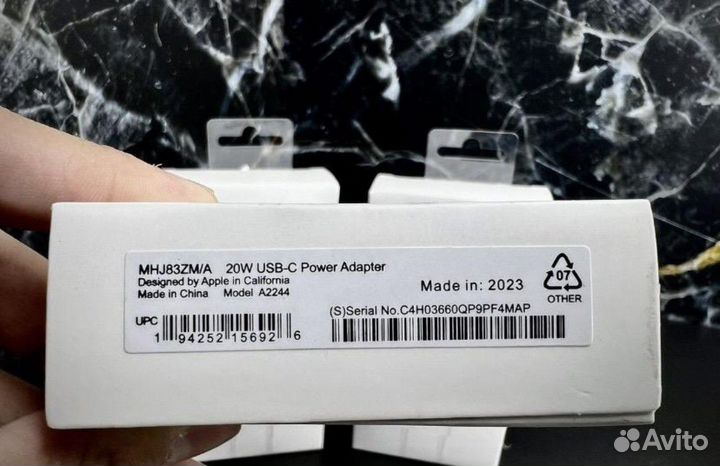 MHJ83ZM/A 20W USB-C Power Adapter
Designed by Apple in California
Made in China Model A2244
Made in: 2023
07
OTHER
(S)Serial No.C4H03660QP9PF4MAP
UPC
1 94252 15692 6
Avito